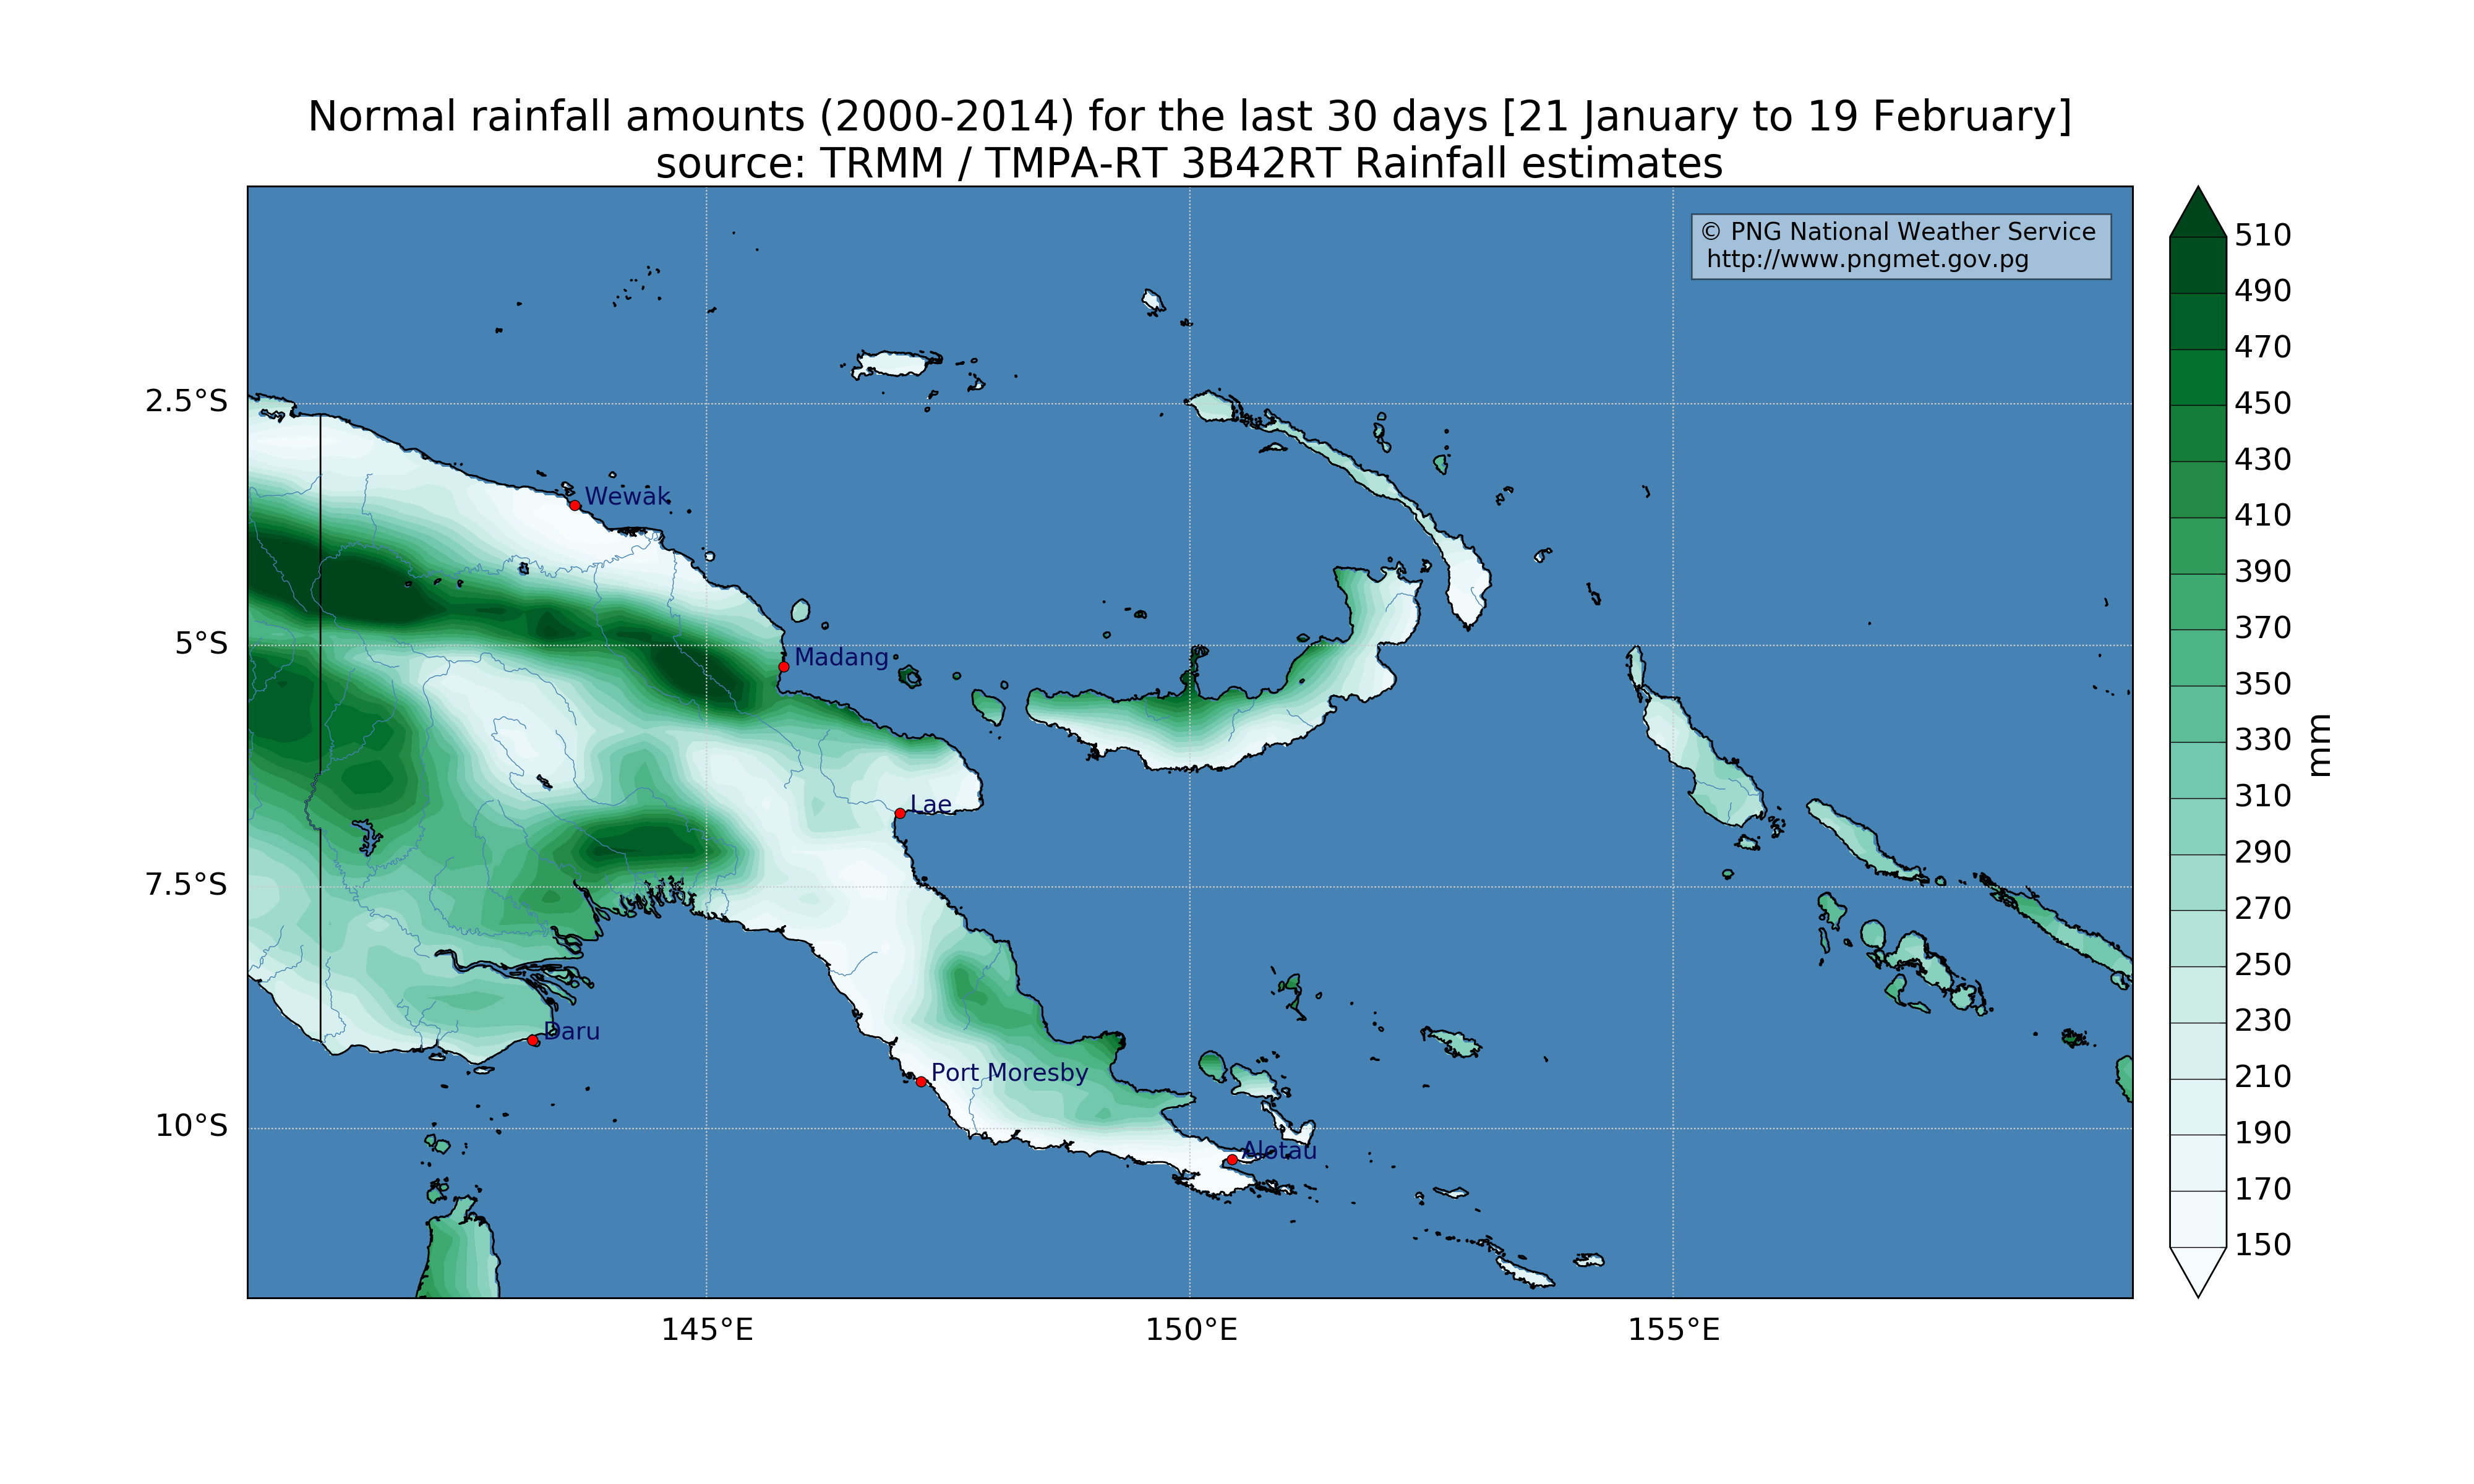 Normal rainfall amounts (2000-2014) for the last 30 days [21 January to 19 February]
source: TRMM / TMPA-RT 3B42RT Rainfall estimates
© PNG National Weather Service
http://www.pngmet.gov.pg
510
490
470
450
430
410
390
370
350
330
310
290
270
250
230
210
190
170
150
mm
2.5°S
5°S
7.5°S
10°S
Wewak
Madang
Lae
Daru
Port Moresby
Alotau
145°E
150°E
155°E